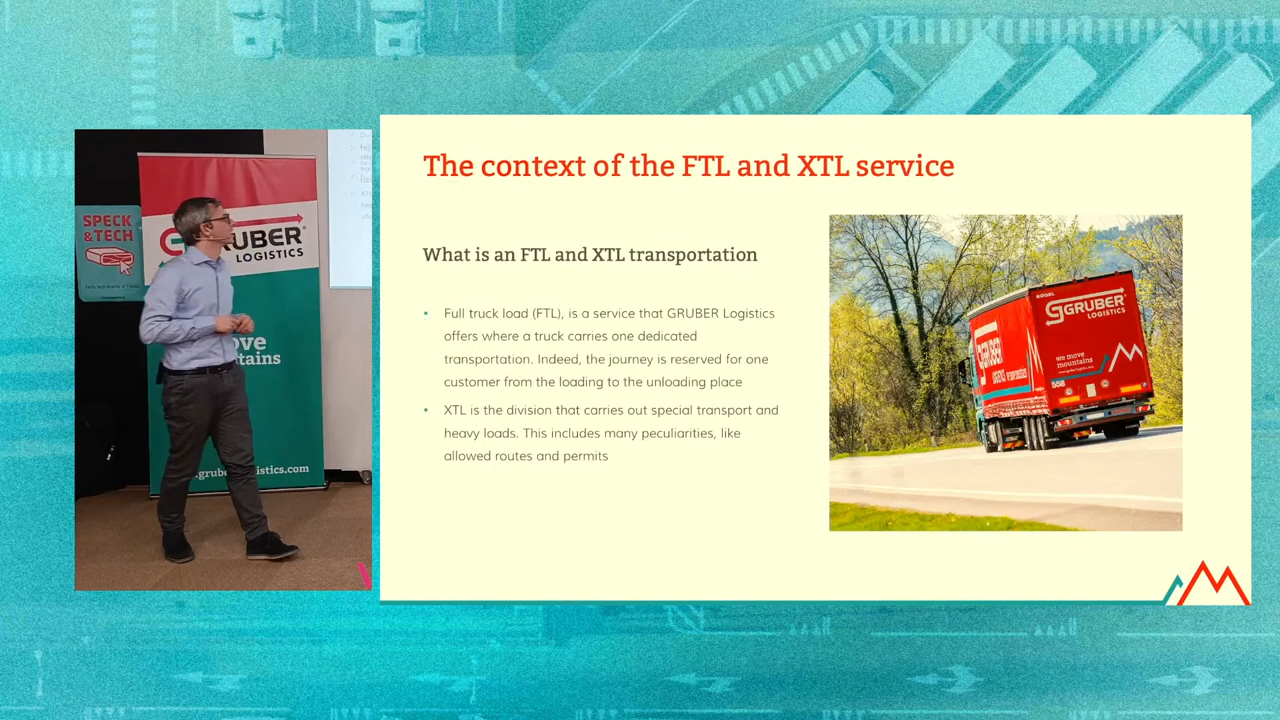 SPECK
&TECH
GRUBER
LOGISTICS
The context of the FTL and XTL service
What is an FTL and XTL transportation
• Full truck load (FTL), is a service that GRUBER Logistics
offers where a truck carries one dedicated
transportation. Indeed, the journey is reserved for one
customer from the loading to the unloading place
• XTL is the division that carries out special transport and
heavy loads. This includes many peculiarities, like
allowed routes and permits
KÖGEL
GRUBER
LOGISTICS
GRUBER
LOGISTICS
we move
mountains
558